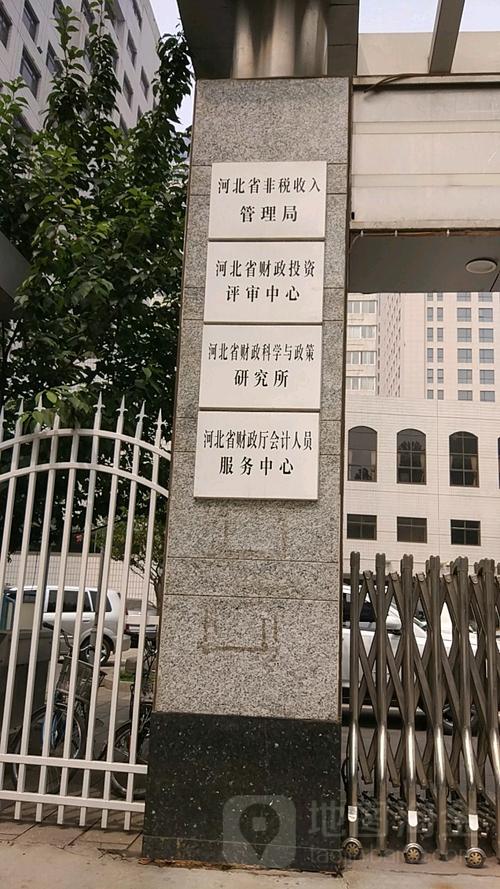 河北省非税收入
管理局
河北省财政投资
评审中心
河北省财政科学与政策
研究所
河北省财政厅会计人员
服务中心